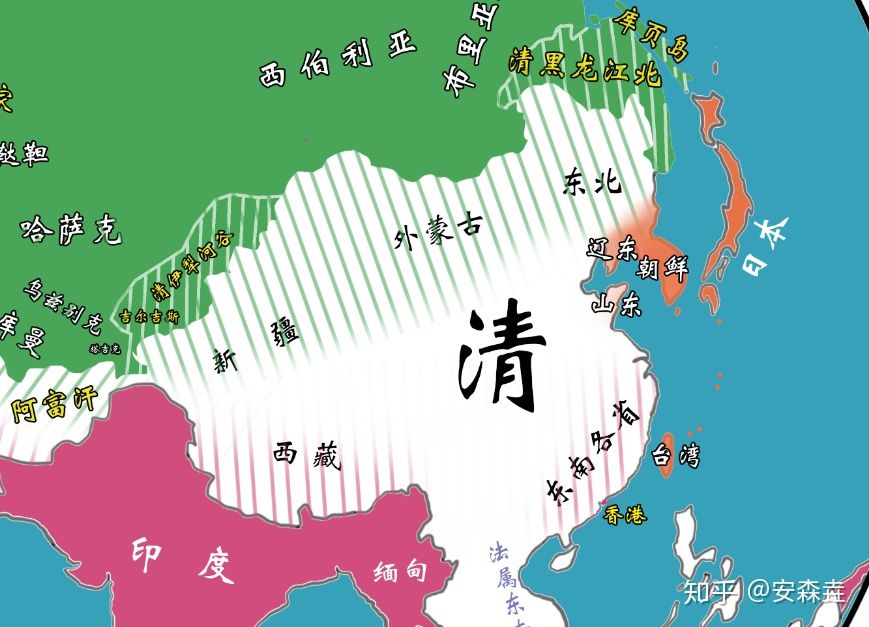 库页岛
西伯利亚
布里亚
清黑龙江北
鞑靼
东北
哈萨克
外蒙古
清伊犁河谷
辽东
朝鲜
日本
乌兹别克
吉尔吉斯
山东
库曼
塔吉克
新疆
清
阿富汗
东南各省
西藏
台湾
香港
印度
缅甸
法属东
知乎 @安森垚